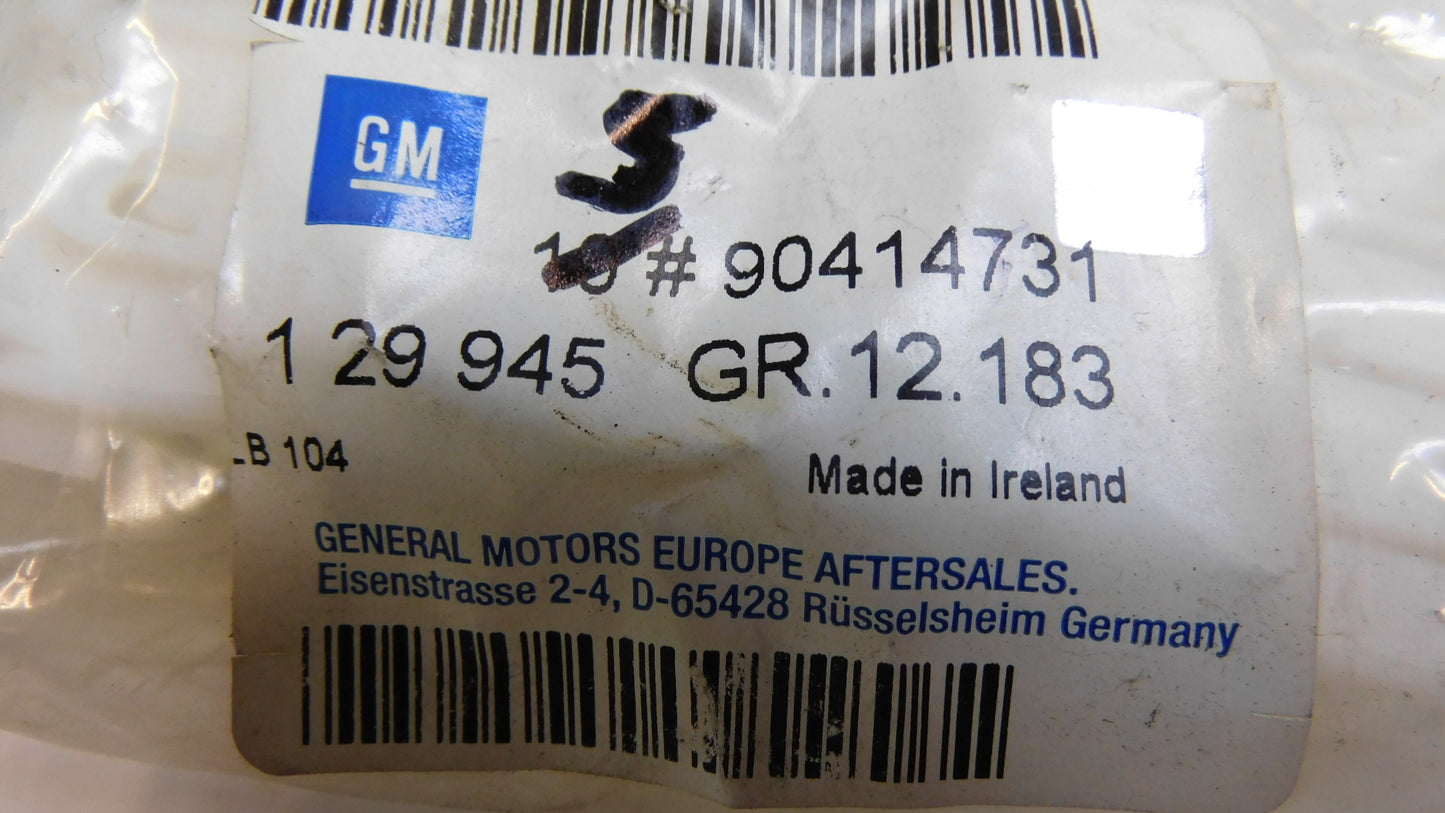 GM
5
10 # 90414731
1 29 945 GR.12.183
LB 104
Made in Ireland
GENERAL MOTORS EUROPE AFTERSALES.
Eisenstrasse 2-4, D-65428 Rüsselsheim Germany